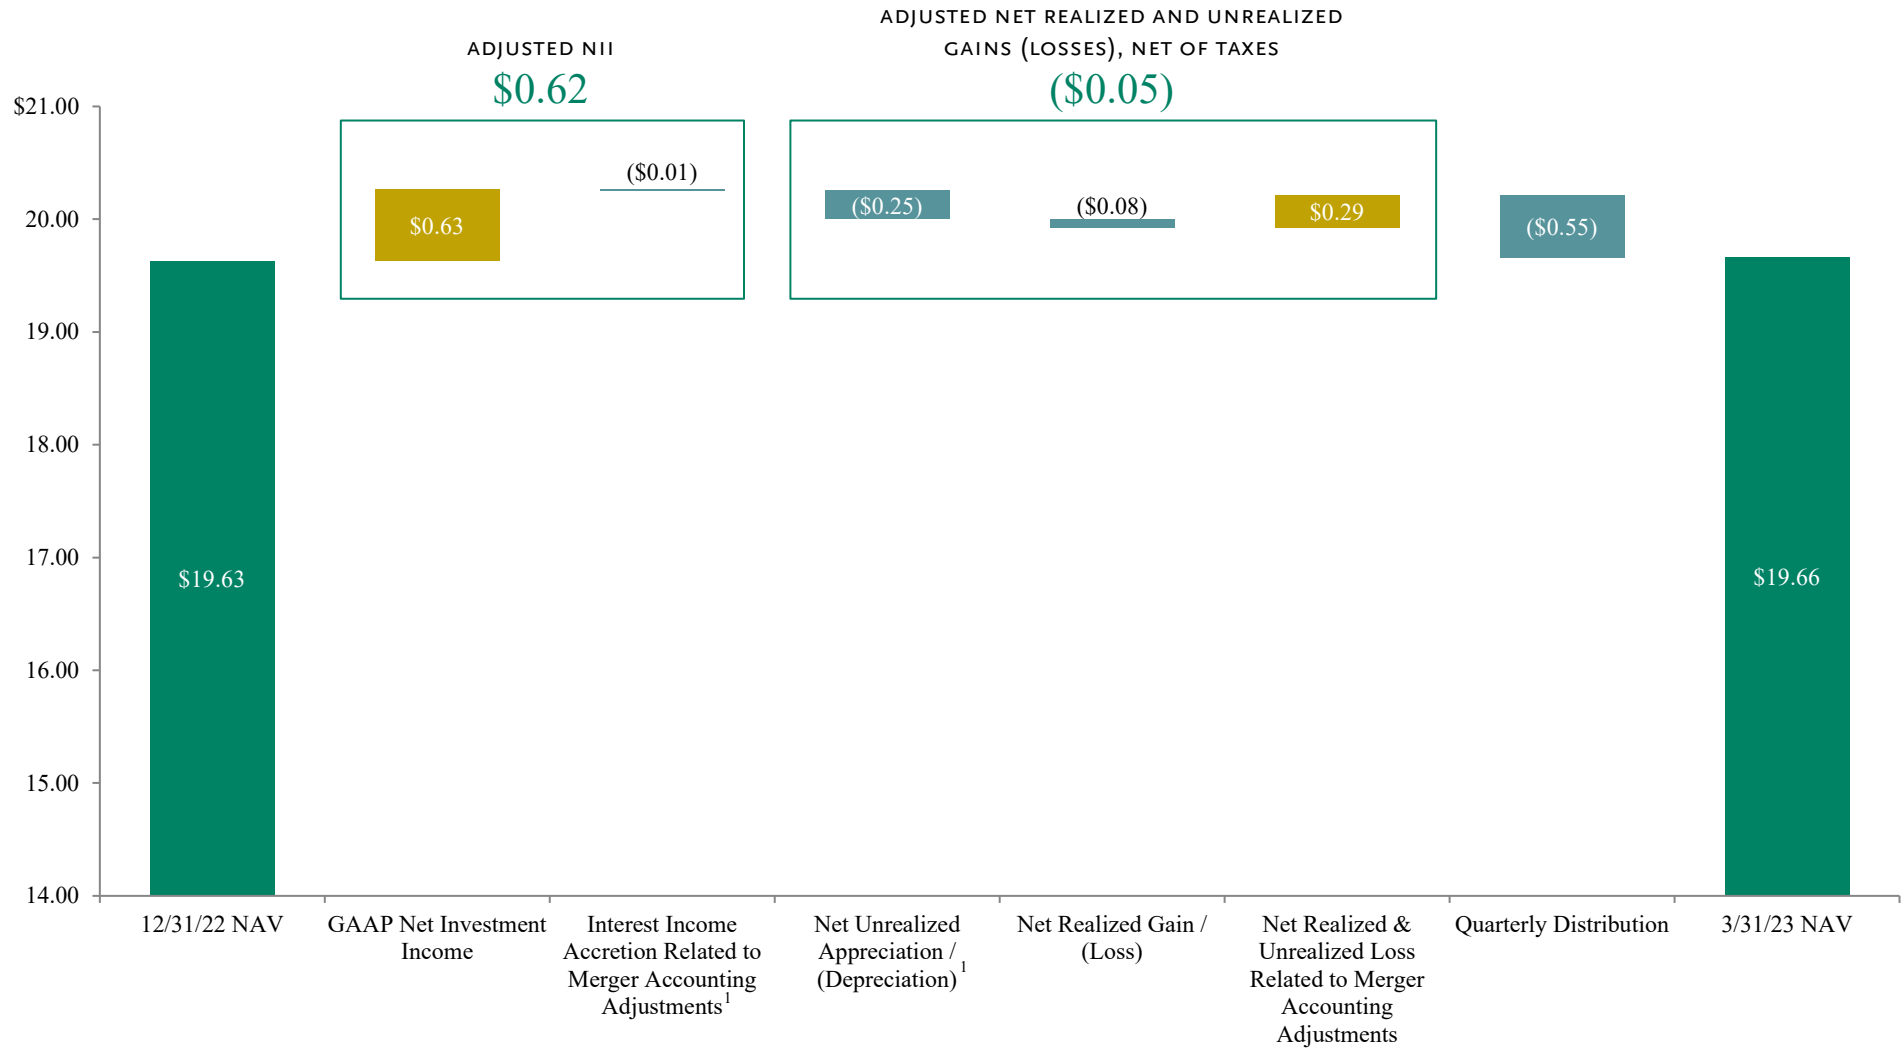 ADJUSTED NII
$0.62
ADJUSTED NET REALIZED AND UNREALIZED
GAINS (LOSSES), NET OF TAXES
($0.05)
$21.00
20.00
19.00
18.00
17.00
16.00
15.00
14.00
$19.63
$0.63
($0.01)
($0.25)
($0.08)
$0.29
($0.55)
$19.66
12/31/22 NAV
GAAP Net Investment
Income
Interest Income
Accretion Related to
Merger Accounting
Adjustments1
Net Unrealized
Appreciation /
(Depreciation)1
Net Realized Gain /
(Loss)
Net Realized &
Unrealized Loss
Related to Merger
Accounting
Adjustments
Quarterly Distribution
3/31/23 NAV